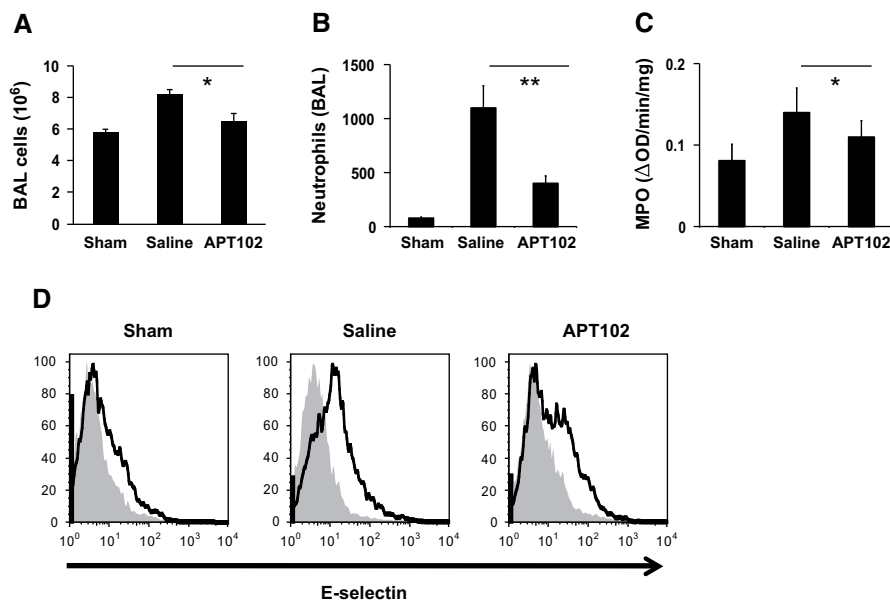 A
BAL cells (10⁶)
10
8
6
4
2
0
*
Sham Saline APT102
B
Neutrophils (BAL)
1500
1000
500
0
**
Sham Saline APT102
C
MPO (△OD/min/mg)
0.2
0.1
0
*
Sham Saline APT102
D
Sham
100
80
60
40
20
0
10⁰ 10¹ 10² 10³ 10⁴
Saline
100
80
60
40
20
0
10⁰ 10¹ 10² 10³ 10⁴
APT102
100
80
60
40
20
0
10⁰ 10¹ 10² 10³ 10⁴
E-selectin